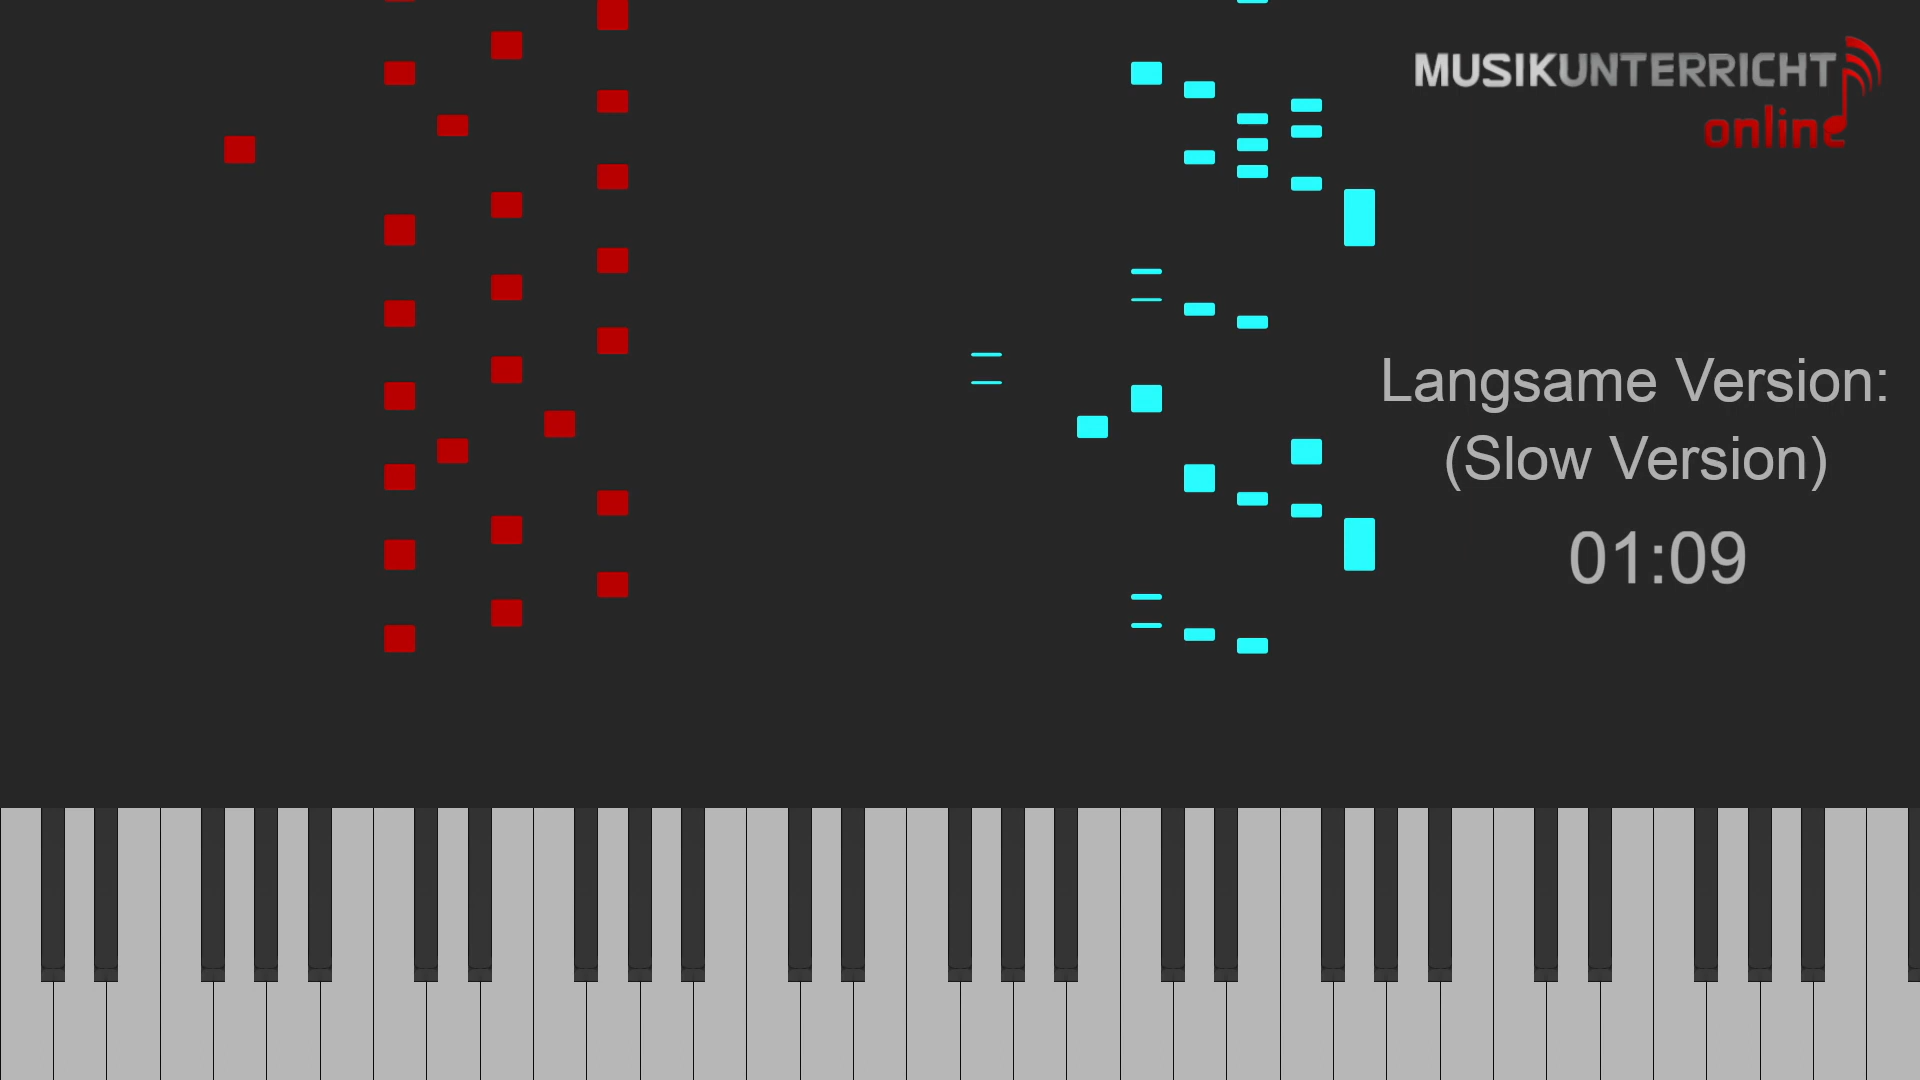 MUSIKUNTERRICHT
online
Langsame Version:
(Slow Version)
01:09